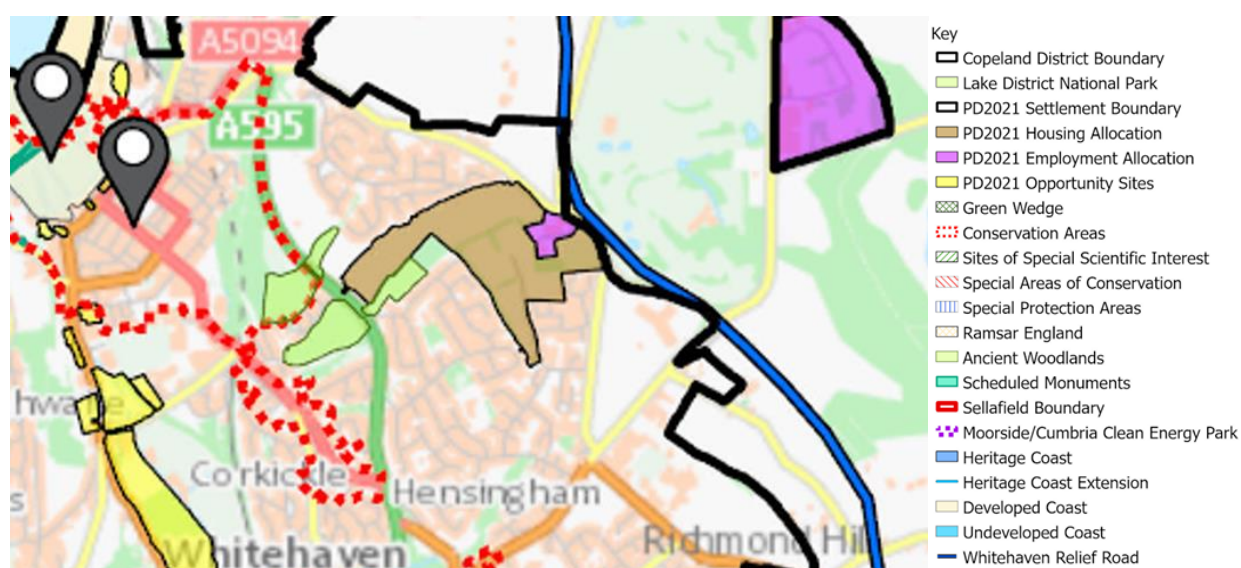 A5094
A595
hwaite
Corkickle
s
Hensingham
Whitehaven
Richmond Hill
Key
Copeland District Boundary
Lake District National Park
PD2021 Settlement Boundary
PD2021 Housing Allocation
PD2021 Employment Allocation
PD2021 Opportunity Sites
Green Wedge
Conservation Areas
Sites of Special Scientific Interest
Special Areas of Conservation
Special Protection Areas
Ramsar England
Ancient Woodlands
Scheduled Monuments
Sellafield Boundary
Moorside/Cumbria Clean Energy Park
Heritage Coast
Heritage Coast Extension
Developed Coast
Undeveloped Coast
Whitehaven Relief Road